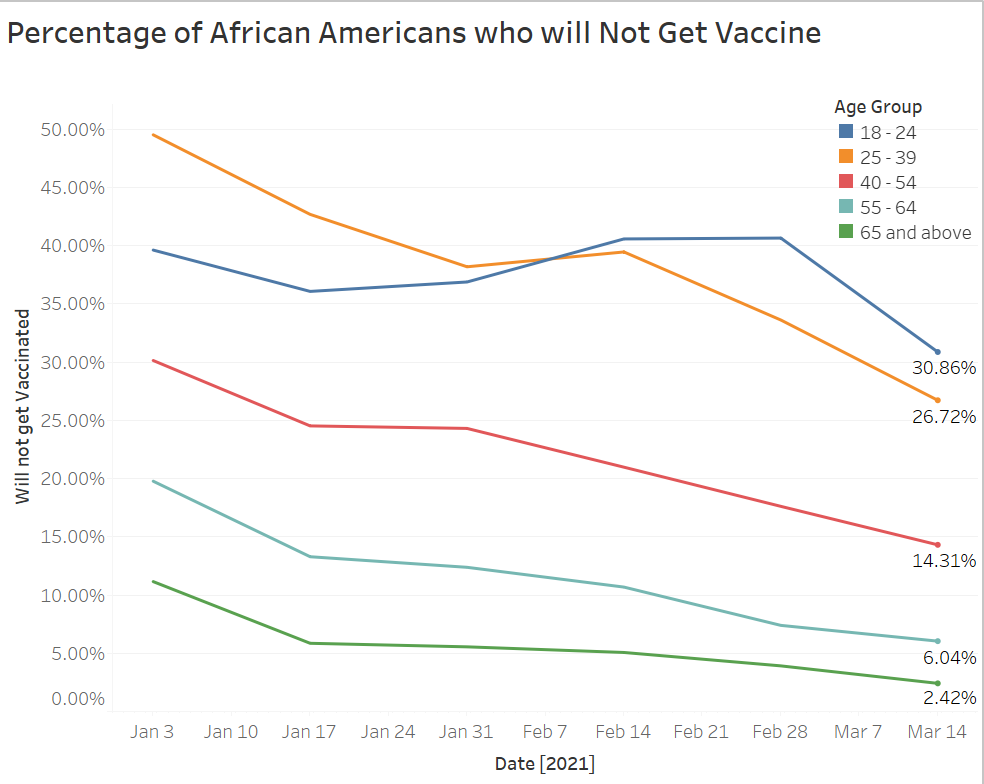 Percentage of African Americans who will Not Get Vaccine
Age Group
18 - 24
25 - 39
40 - 54
55 - 64
65 and above
50.00%
45.00%
40.00%
35.00%
30.00%
25.00%
20.00%
15.00%
10.00%
5.00%
0.00%
Will not get Vaccinated
30.86%
26.72%
14.31%
6.04%
2.42%
Jan 3 Jan 10 Jan 17 Jan 24 Jan 31 Feb 7 Feb 14 Feb 21 Feb 28 Mar 7 Mar 14
Date [2021]